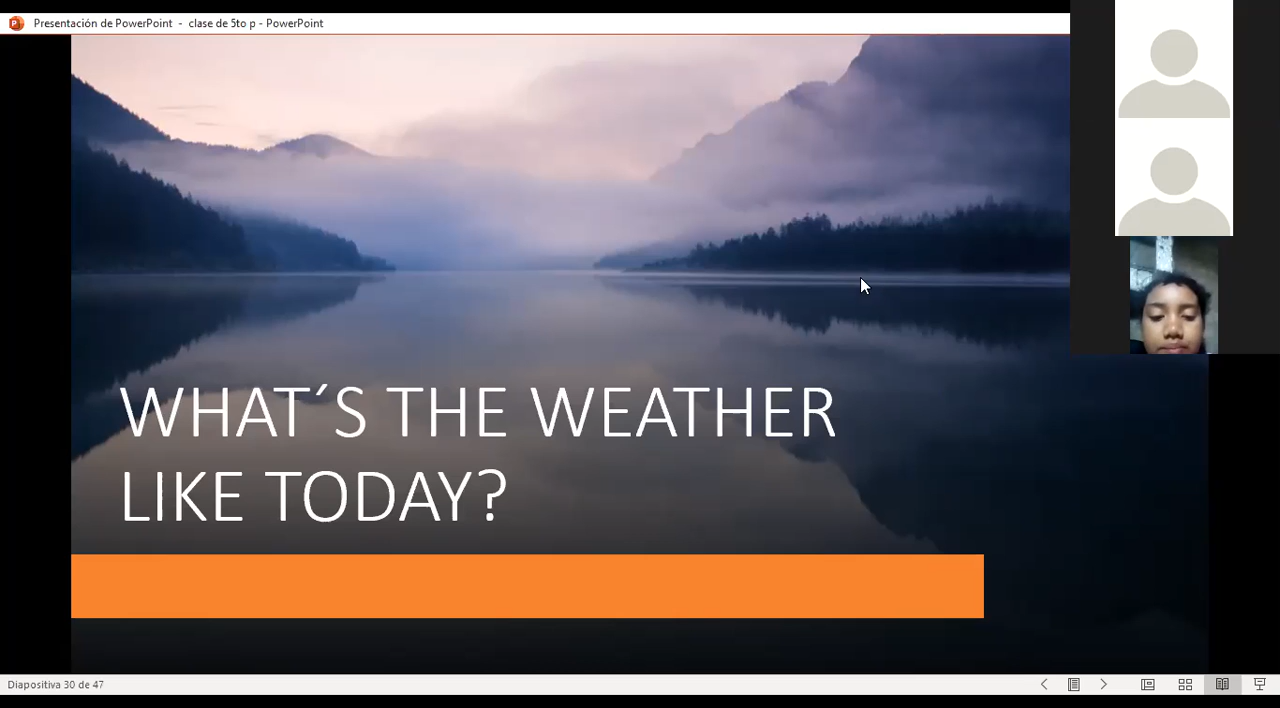 Presentación de PowerPoint - clase de 5to p - PowerPoint
WHAT´S THE WEATHER
LIKE TODAY?
Diapositiva 30 de 47